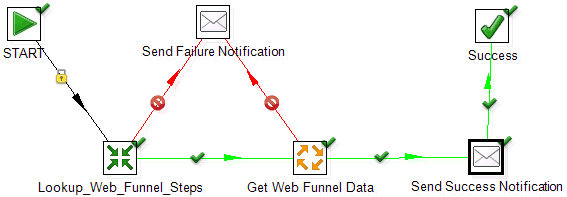 START
Send Failure Notification
Success
Lookup_Web_Funnel_Steps
Get Web Funnel Data
Send Success Notification